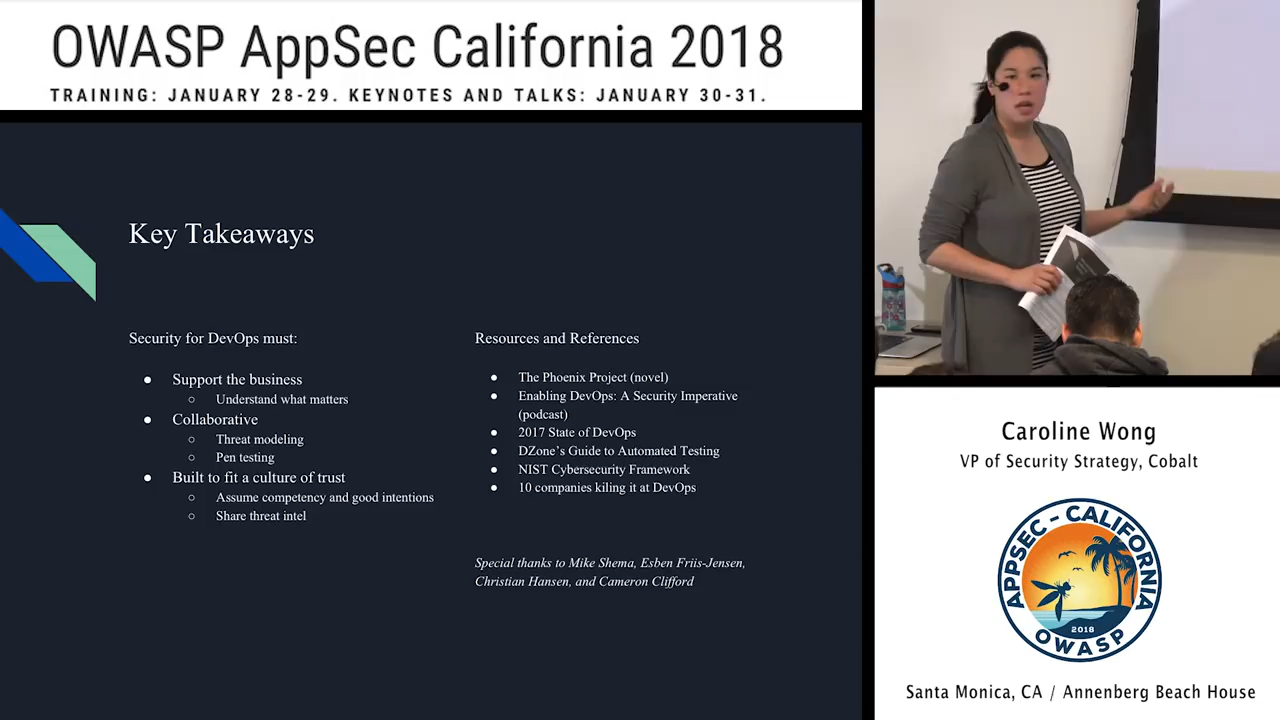 OWASP AppSec California 2018
TRAINING: JANUARY 28-29. KEYNOTES AND TALKS: JANUARY 30-31.
Key Takeaways
Security for DevOps must:
● Support the business
○ Understand what matters
● Collaborative
○ Threat modeling
○ Pen testing
● Built to fit a culture of trust
○ Assume competency and good intentions
○ Share threat intel
Resources and References
● The Phoenix Project (novel)
● Enabling DevOps: A Security Imperative
(podcast)
● 2017 State of DevOps
● DZone's Guide to Automated Testing
● NIST Cybersecurity Framework
● 10 companies kiling it at DevOps
Special thanks to Mike Shema, Esben Friis-Jensen,
Christian Hansen, and Cameron Clifford
Caroline Wong
VP of Security Strategy, Cobalt
APPSEC - CALIFORNIA
2018
OWASP
Santa Monica, CA / Annenberg Beach House